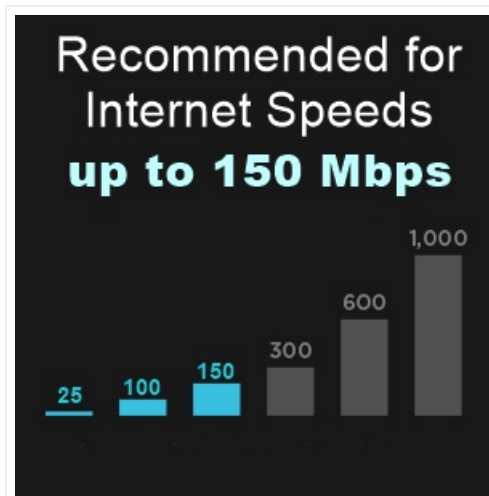 Recommended for
Internet Speeds
up to 150 Mbps
25
100
150
300
600
1,000